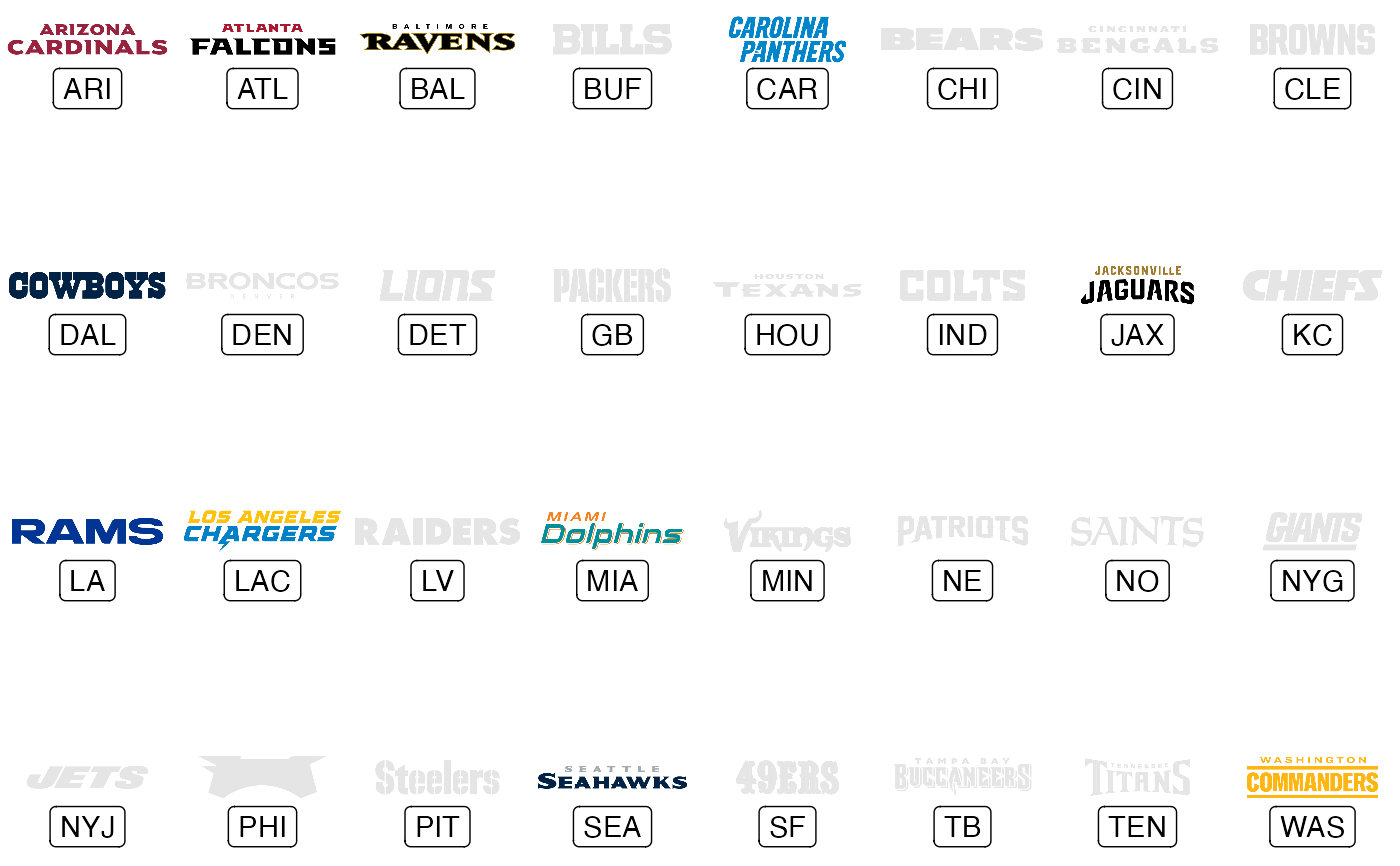 ARIZONA
CARDINALS
ATLANTA
FALCONS
BALTIMORE
RAVENS
BILLS
CAROLINA
PANTHERS
BEARS
CINCINNATI
BENGALS
BROWNS
ARI
ATL
BAL
BUF
CAR
CHI
CIN
CLE
COWBOYS
BRONCOS
DENVER
LIONS
PACKERS
HOUSTON
TEXANS
COLTS
JACKSONVILLE
JAGUARS
CHIEFS
DAL
DEN
DET
GB
HOU
IND
JAX
KC
RAMS
LOS ANGELES
CHARGERS
RAIDERS
MIAMI
Dolphins
Vikings
PATRIOTS
SAINTS
GIANTS
LA
LAC
LV
MIA
MIN
NE
NO
NYG
JETS
Steelers
SEATTLE
SEAHAWKS
49ERS
TAMPA BAY
BUCCANEERS
TENNESSEE
TITANS
WASHINGTON
COMMANDERS
NYJ
PHI
PIT
SEA
SF
TB
TEN
WAS